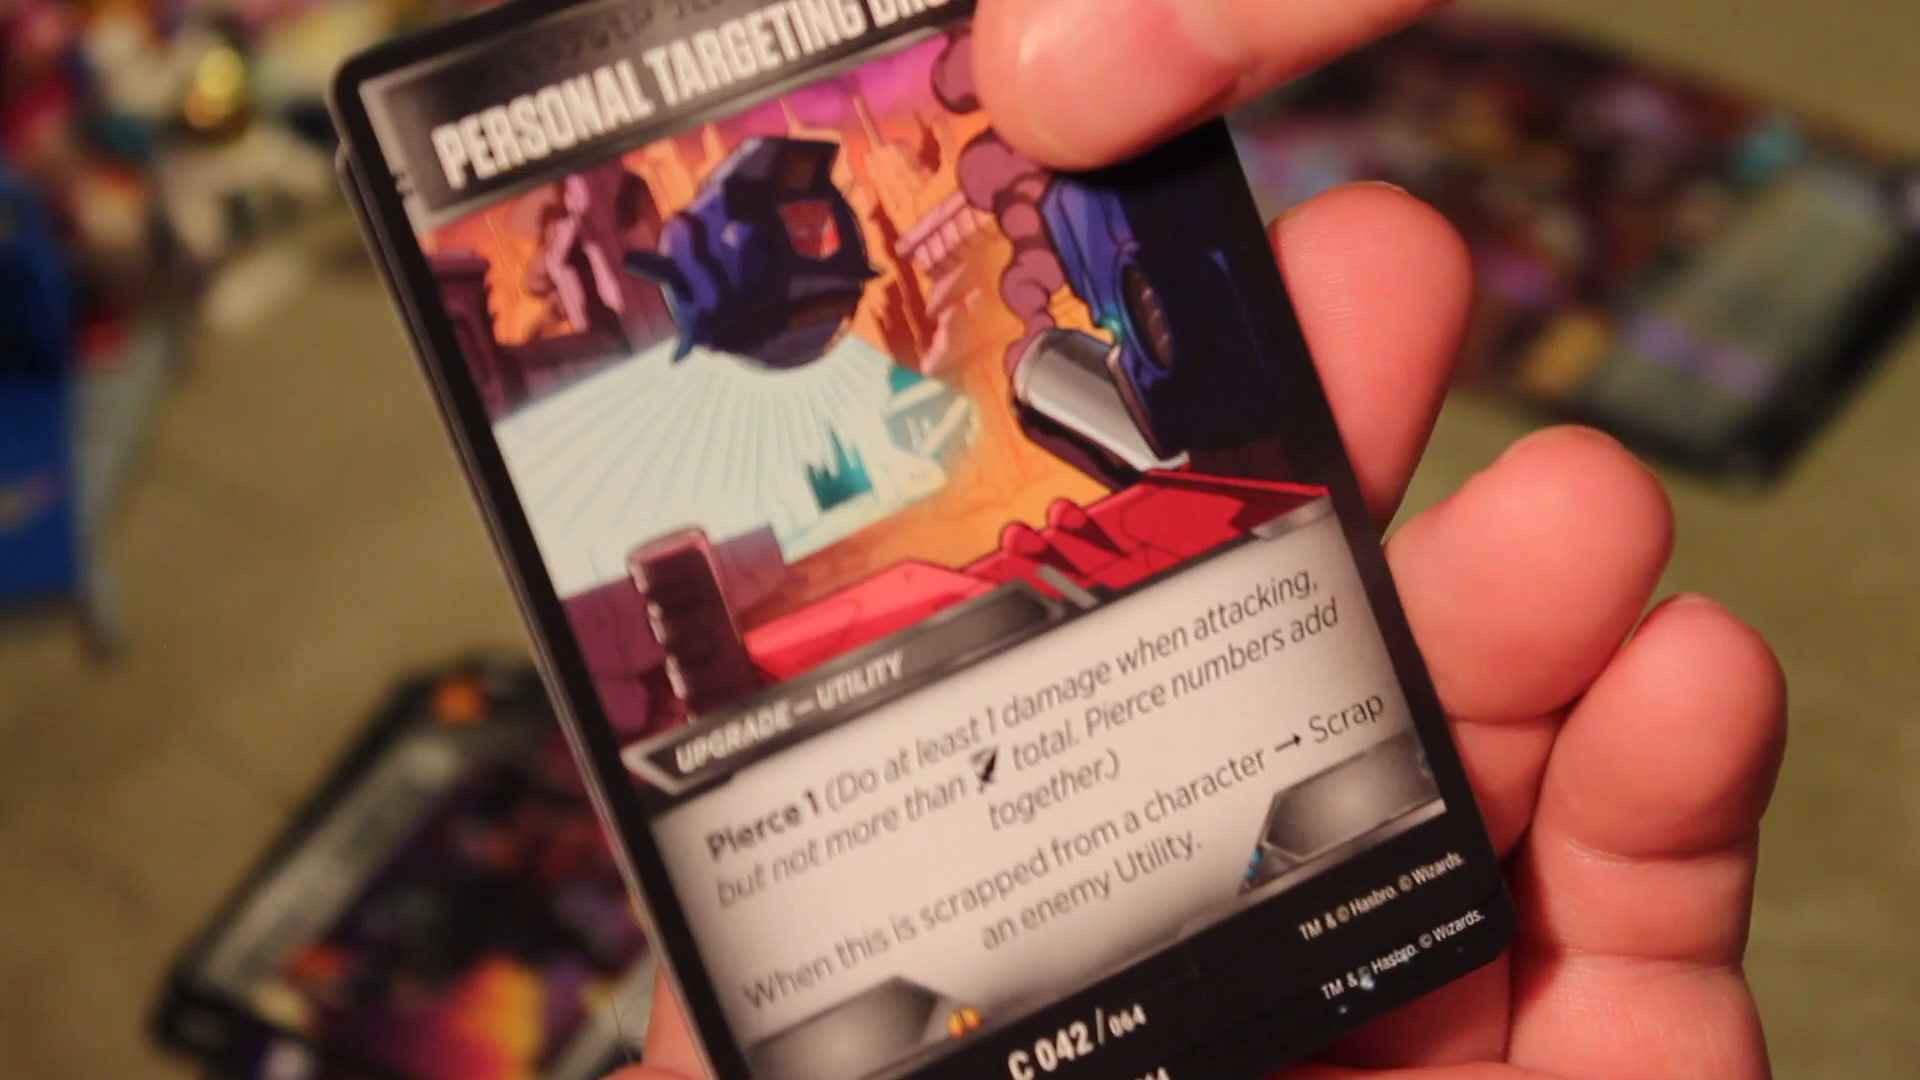 PERSONAL TARGETING
UPGRADE – UTILITY
Pierce 1 (Do at least 1 damage when attacking,
but not more than total. Pierce numbers add
together.)
When this is scrapped from a character → Scrap
an enemy Utility.
TM & © Hasbro. © Wizards.
C 042/064
TM & © Hasbro. © Wizards.